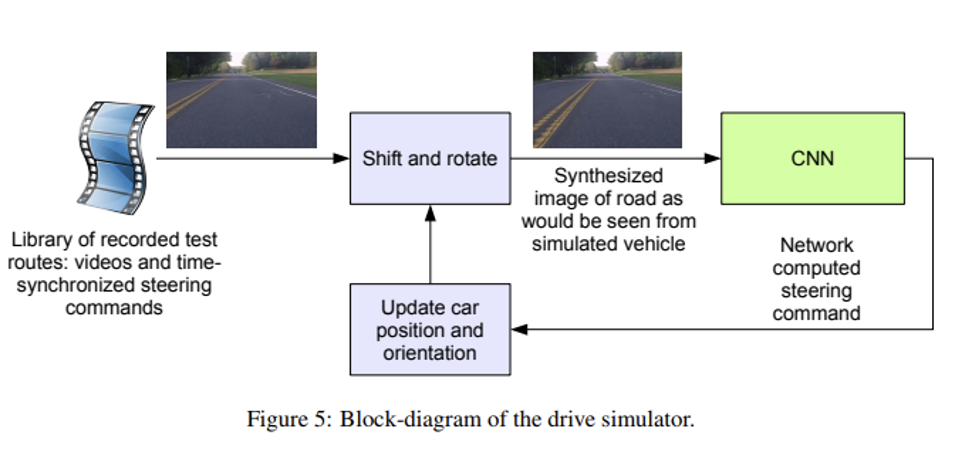 Shift and rotate
CNN
Synthesized
image of road as
would be seen from
simulated vehicle
Library of recorded test
routes: videos and time-
synchronized steering
commands
Network
computed
steering
command
Update car
position and
orientation
Figure 5: Block-diagram of the drive simulator.